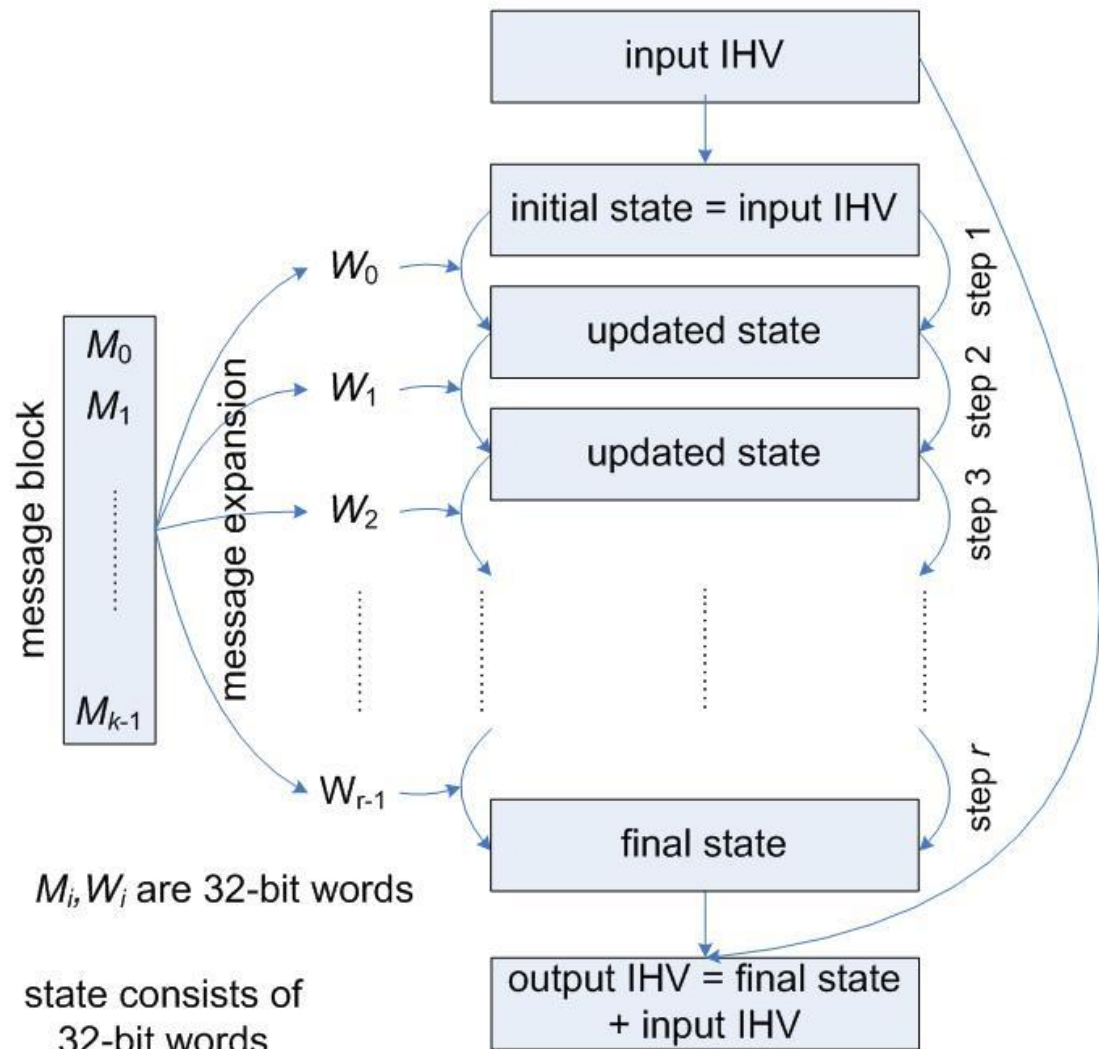 input IHV
initial state = input IHV
step 1
W₀
updated state
step 2
W₁
updated state
step 3
W₂
message block
M₀
M₁
Mₖ₋₁
message expansion
Wᵣ₋₁
step r
final state
Mᵢ,Wᵢ are 32-bit words
output IHV = final state
+ input IHV
state consists of
32-bit words